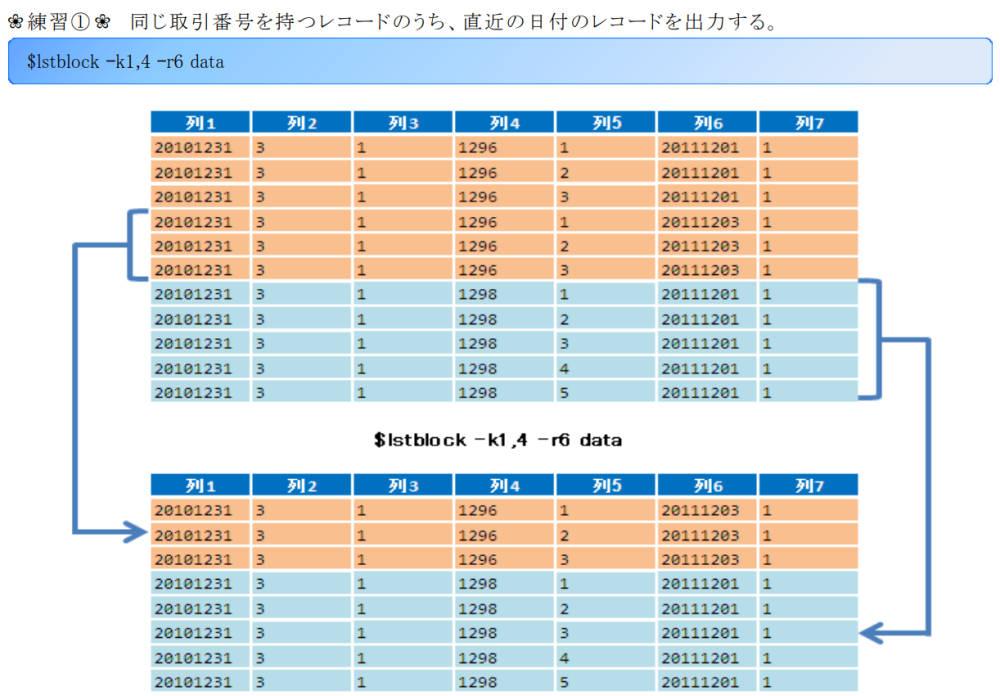 ❀練習①❀ 同じ取引番号を持つレコードのうち、直近の日付のレコードを出力する。
$lstblock −k1,4 −r6 data
列1 列2 列3 列4 列5 列6 列7
20101231 3 1 1296 1 20111201 1
20101231 3 1 1296 2 20111201 1
20101231 3 1 1296 3 20111201 1
20101231 3 1 1296 1 20111203 1
20101231 3 1 1296 2 20111203 1
20101231 3 1 1296 3 20111203 1
20101231 3 1 1298 1 20111201 1
20101231 3 1 1298 2 20111201 1
20101231 3 1 1298 3 20111201 1
20101231 3 1 1298 4 20111201 1
20101231 3 1 1298 5 20111201 1
$lstblock −k1,4 −r6 data
列1 列2 列3 列4 列5 列6 列7
20101231 3 1 1296 1 20111203 1
20101231 3 1 1296 2 20111203 1
20101231 3 1 1296 3 20111203 1
20101231 3 1 1298 1 20111201 1
20101231 3 1 1298 2 20111201 1
20101231 3 1 1298 3 20111201 1
20101231 3 1 1298 4 20111201 1
20101231 3 1 1298 5 20111201 1